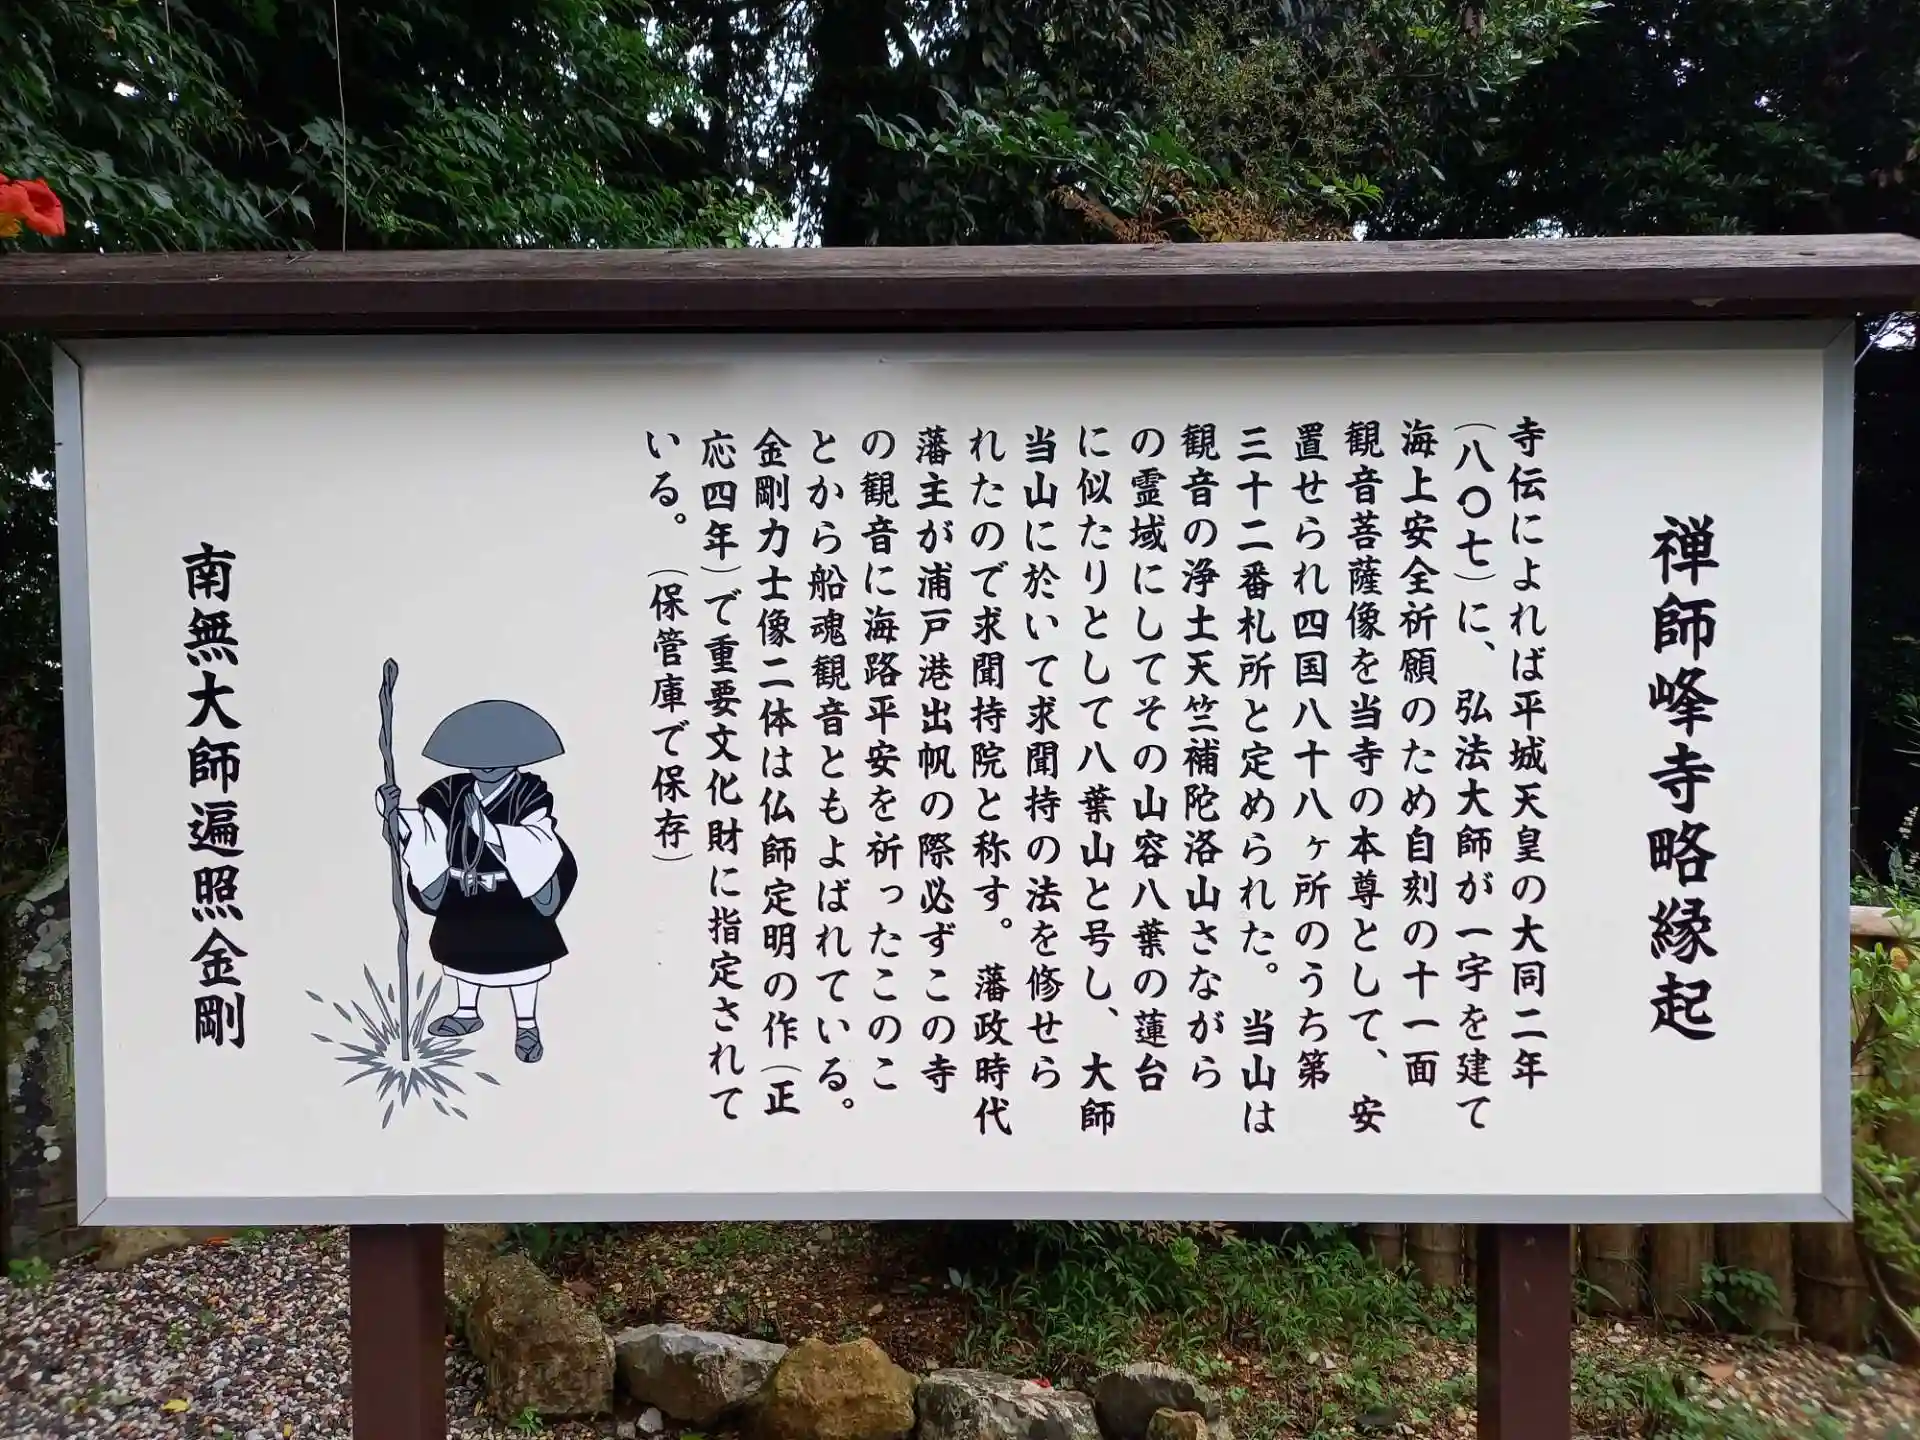 禅師峰寺略縁起
寺伝によれば平城天皇の大同二年
（八〇七）に、弘法大師が一宇を建て
海上安全祈願のため自刻の十一面
観音菩薩像を当寺の本尊として、安
置せられ四国八十八ヶ所のうち第
三十二番札所と定められた。当山は
観音の浄土天竺補陀洛山さながら
の霊域にしてその山容八葉の蓮台
に似たりとして八葉山と号し、大師
当山に於いて求聞持の法を修せら
れたので求聞持院と称す。藩政時代
藩主が浦戸港出帆の際必ずこの寺
の観音に海路平安を祈ったこのこ
とから船魂観音ともよばれている。
金剛力士像二体は仏師定明の作（正
応四年）で重要文化財に指定されて
いる。（保管庫で保存）
南無大師遍照金剛